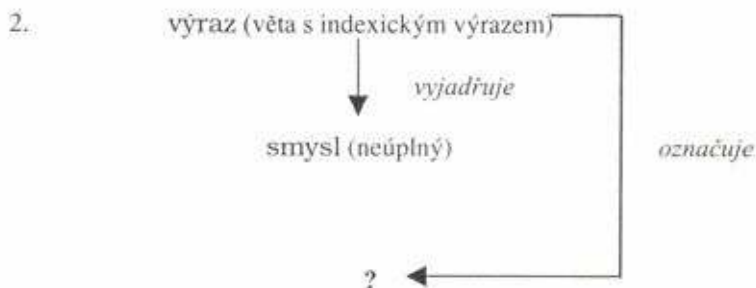 2. výraz (věta s indexickým výrazem)
vyjadřuje
smysl (neúplný)
označuje
?